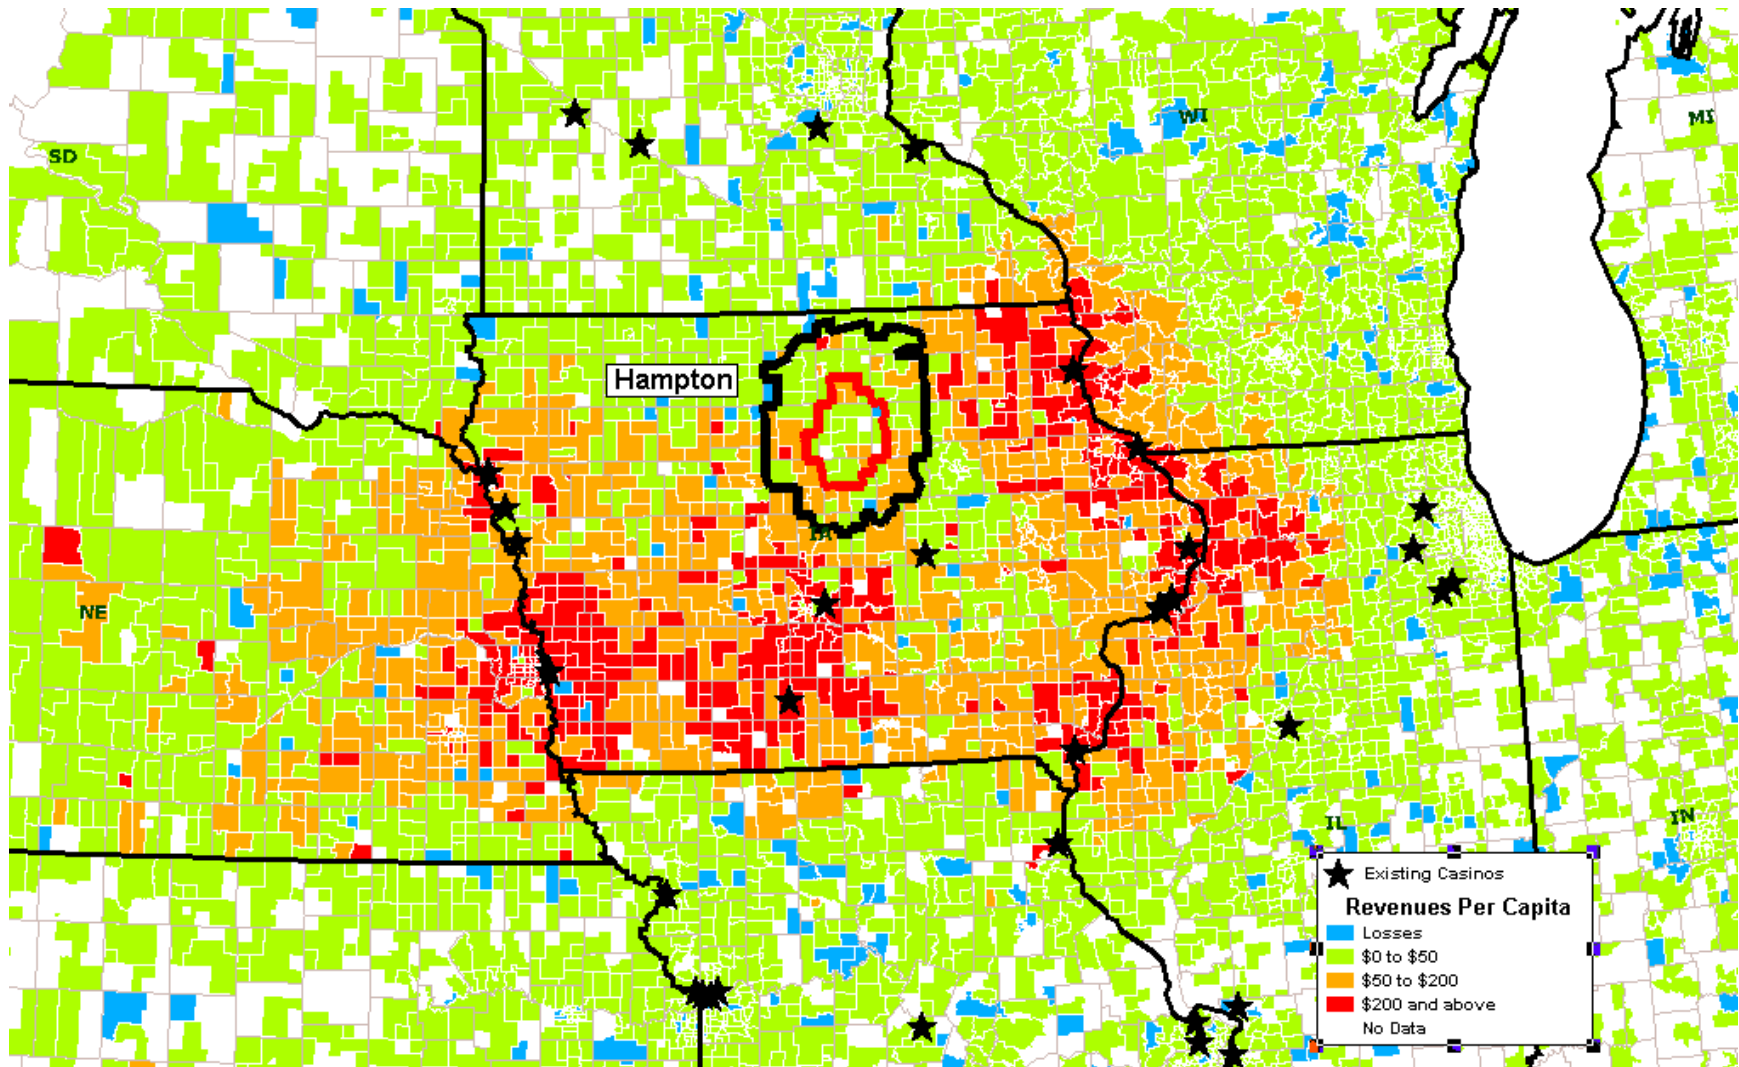 WI
MI
SD
Hampton
IA
NE
IL
IN
Existing Casinos
Revenues Per Capita
Losses
$0 to $50
$50 to $200
$200 and above
No Data